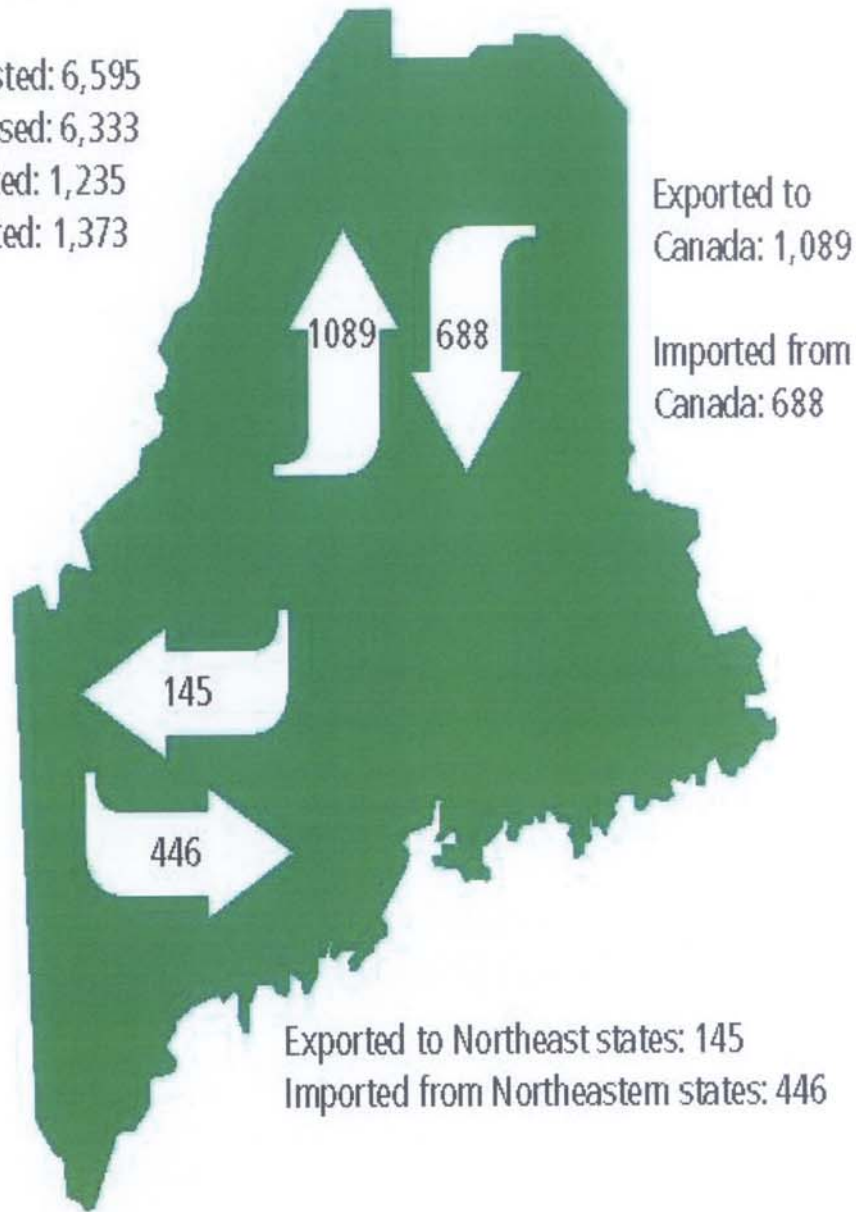 sted: 6,595
sed: 6,333
ed: 1,235
ted: 1,373
Exported to
Canada: 1,089
1089
688
Imported from
Canada: 688
145
446
Exported to Northeast states: 145
Imported from Northeastern states: 446